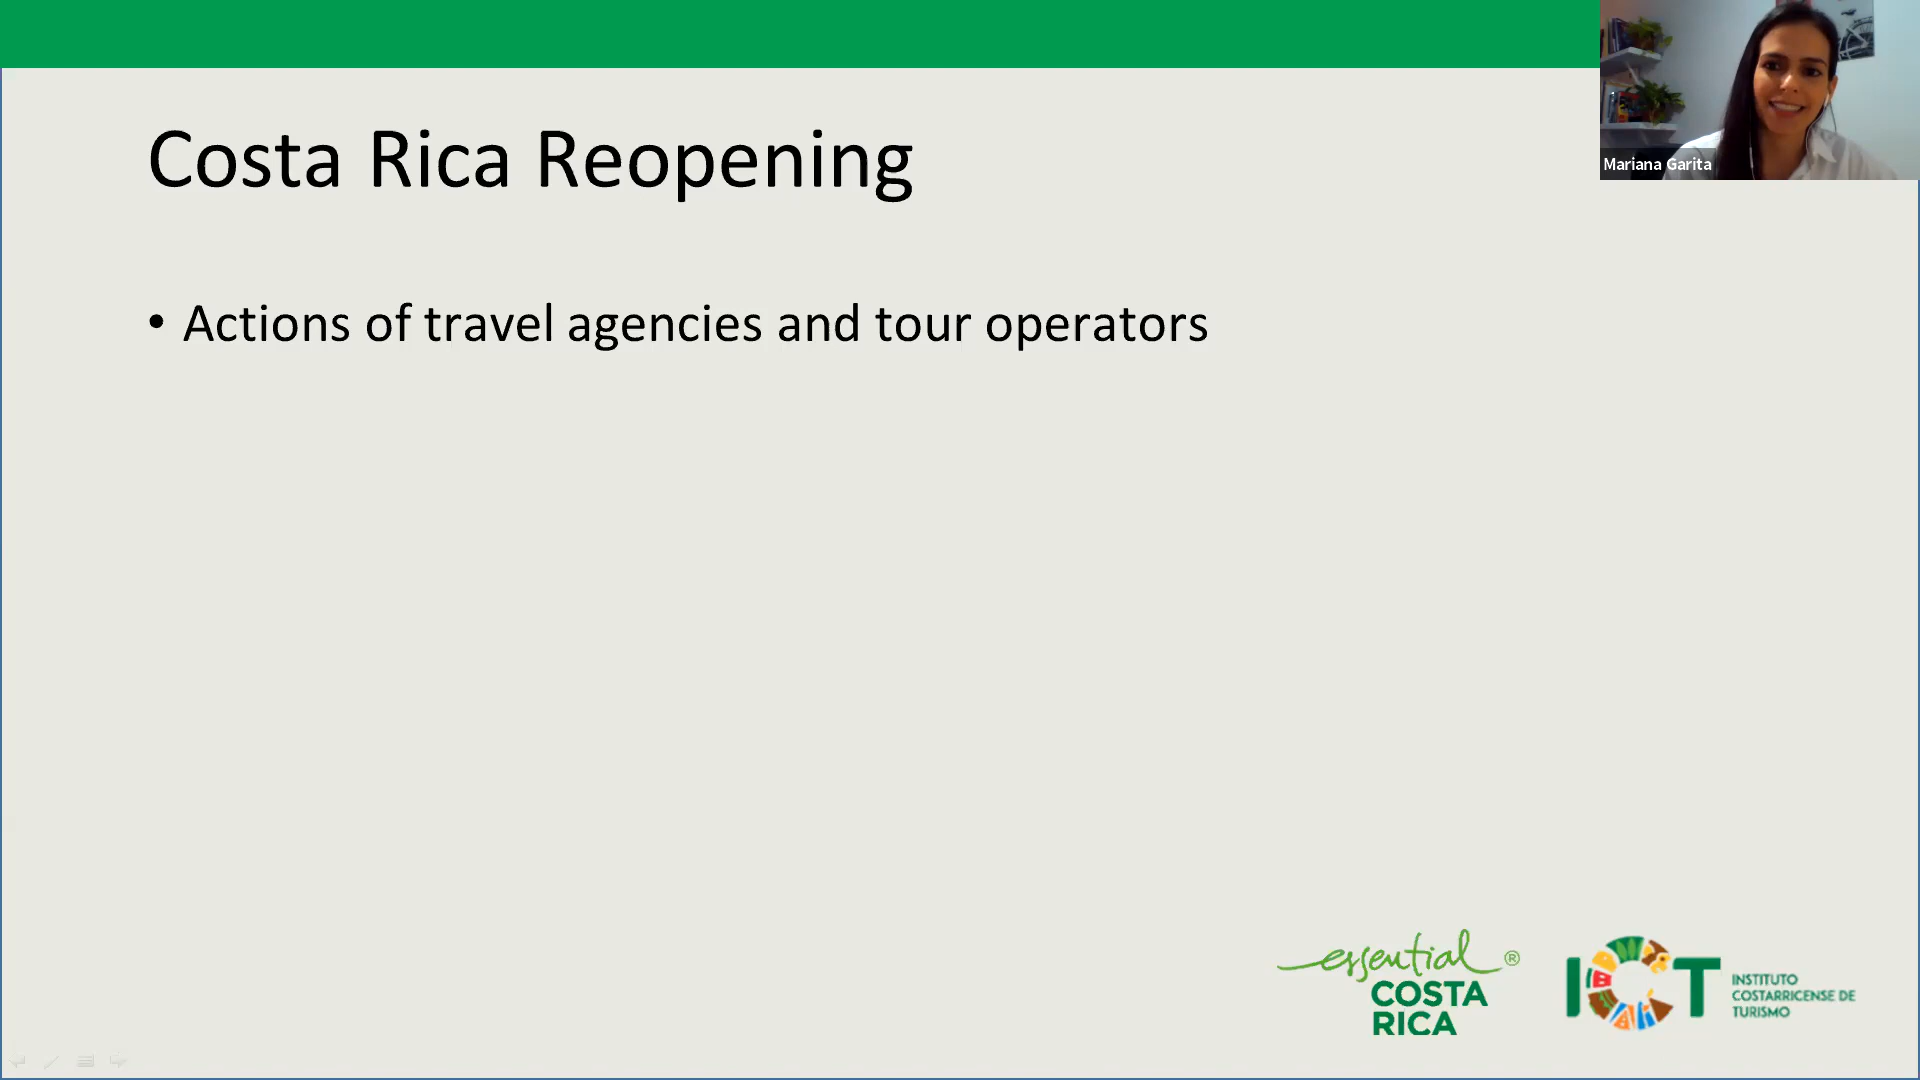 Mariana Garita
Costa Rica Reopening
• Actions of travel agencies and tour operators
essential ®
COSTA
RICA
ICT
INSTITUTO
COSTARRICENSE DE
TURISMO